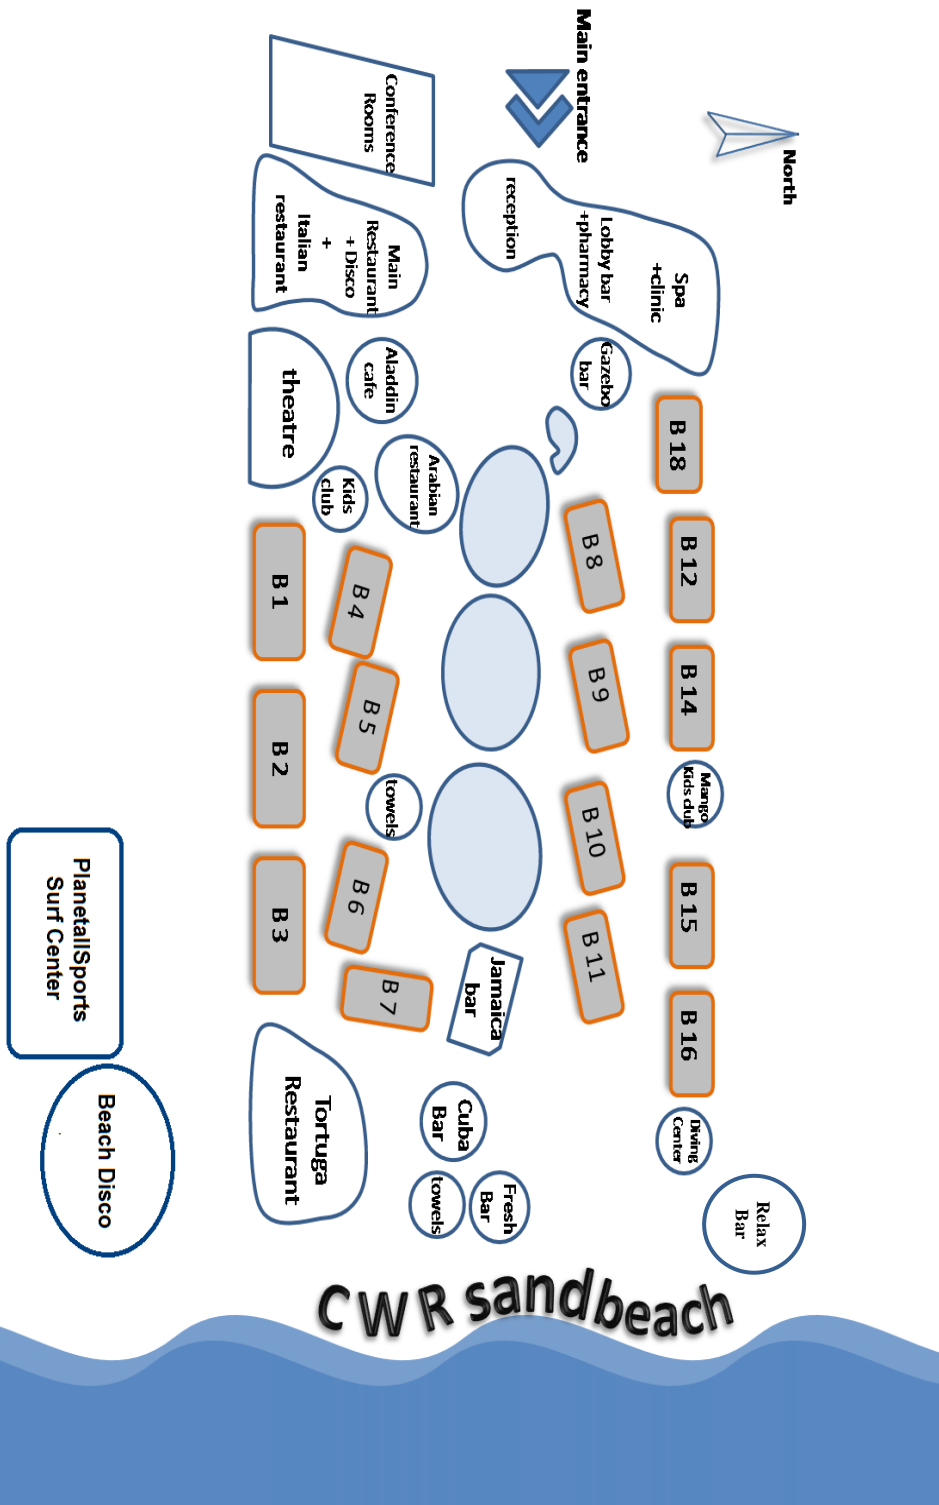 Main entrance
North
Conference
Rooms
reception
Lobby bar
+pharmacy
Spa
+clinic
Main
Restaurant
+ Disco
+
Italian
restaurant
theatre
Aladdin
cafe
Gazebo
bar
Arabian
restaurant
Kids
club
B 18
B 12
B 14
Mango
Kids club
B 15
B 16
B 8
B 9
B 10
B 11
B 1
B 2
B 3
B 4
B 5
towels
B 6
B 7
Jamaica
bar
PlanetallSports
Surf Center
Beach Disco
Tortuga
Restaurant
Cuba
Bar
towels
Fresh
Bar
Diving
Center
Relax
Bar
CWR sandbeach